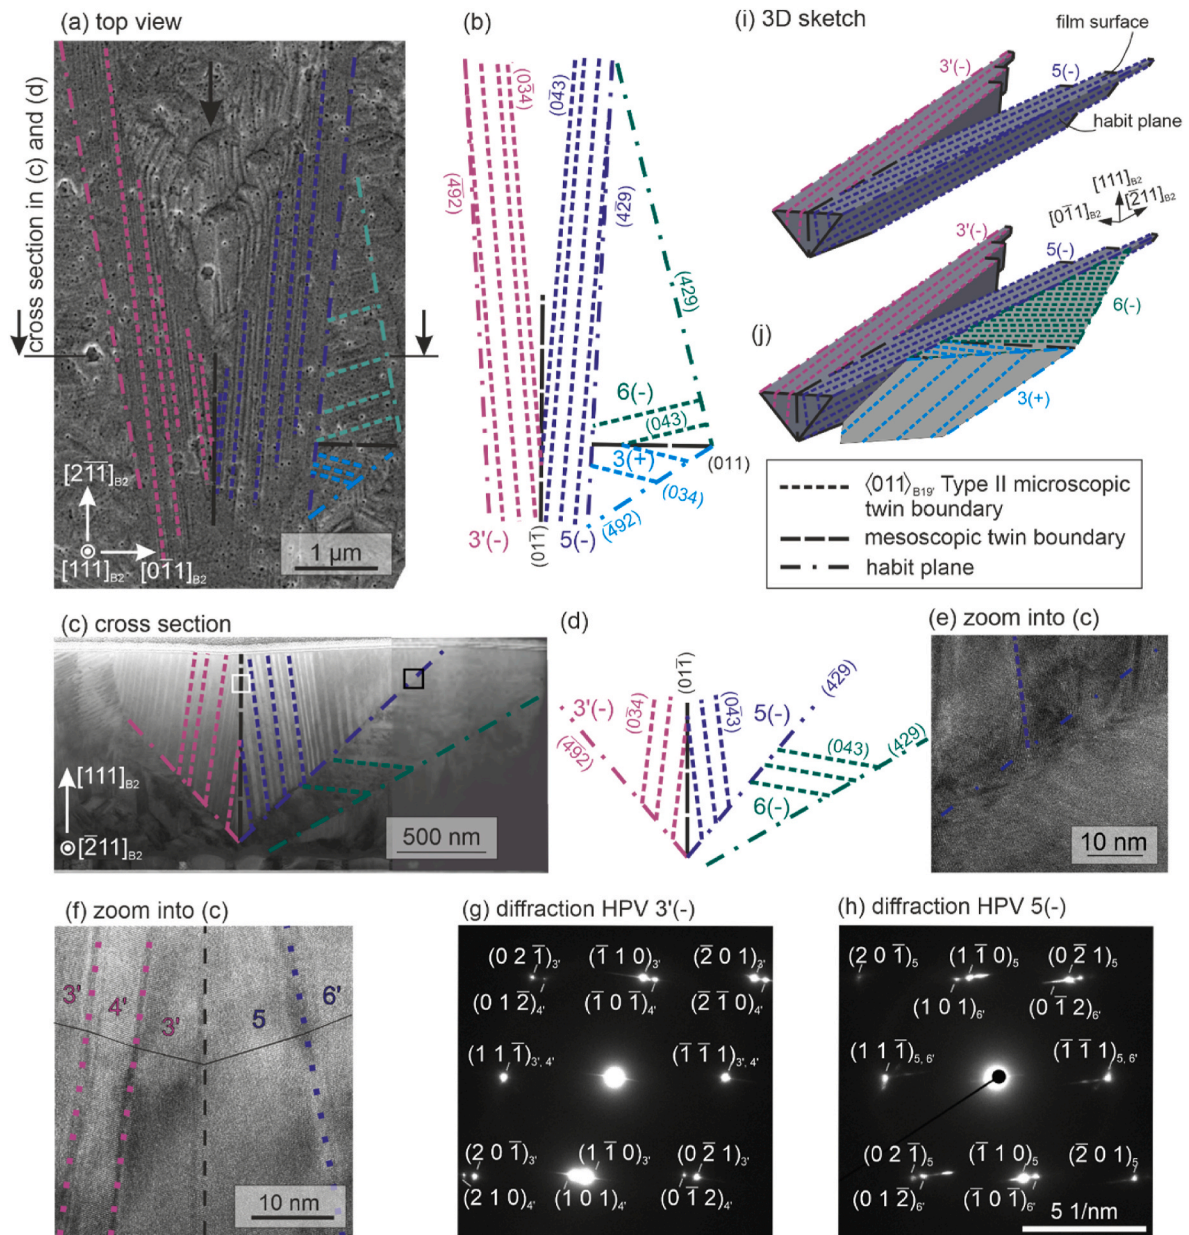 (a) top view
cross section in (c) and (d)
[21̄1̄]B2
[111]B2 [01̄1]B2
1 µm
(b)
(03̄4)
(04̄3)
(4̄92)
(42̄9)
(429)
6(-)
(043)
3(+)
(011)
(034)
(4̄92)
3'(-)
(011̄)
5(-)
(i) 3D sketch
film surface
3'(-)
5(-)
habit plane
[111]B2
[01̄1]B2
[2̄11]B2
3'(-)
5(-)
6(-)
(j)
3(+)
⟨011⟩B19' Type II microscopic
twin boundary
mesoscopic twin boundary
habit plane
(c) cross section
[111]B2
[2̄11]B2
500 nm
(d)
(011̄)
3'(-)
(03̄4)
(04̄3)
5(-)
(42̄9)
(4̄92)
(043)
(429)
6(-)
(e) zoom into (c)
10 nm
(f) zoom into (c)
3'
4'
3'
5
6'
10 nm
(g) diffraction HPV 3'(-)
(0 2 1̄)3' (1̄ 1 0)3' (2̄ 0 1)3'
(0 1 2̄)4' (1̄ 0 1̄)4' (2̄ 1̄ 0)4'
(1 1 1̄)3', 4' (1̄ 1̄ 1)3', 4'
(2 0 1̄)3' (1 1̄ 0)3' (0 2̄ 1)3'
(2 1 0)4' (1 0 1)4' (0 1̄ 2)4'
(h) diffraction HPV 5(-)
(2 0 1̄)5 (1 1̄ 0)5 (0 2̄ 1)5
(1 0 1)6' (0 1̄ 2)6'
(1 1 1̄)5, 6' (1̄ 1̄ 1)5, 6'
(0 2 1̄)5 (1̄ 1 0)5 (2̄ 0 1)5
(0 1 2̄)6' (1̄ 0 1̄)6'
5 1/nm